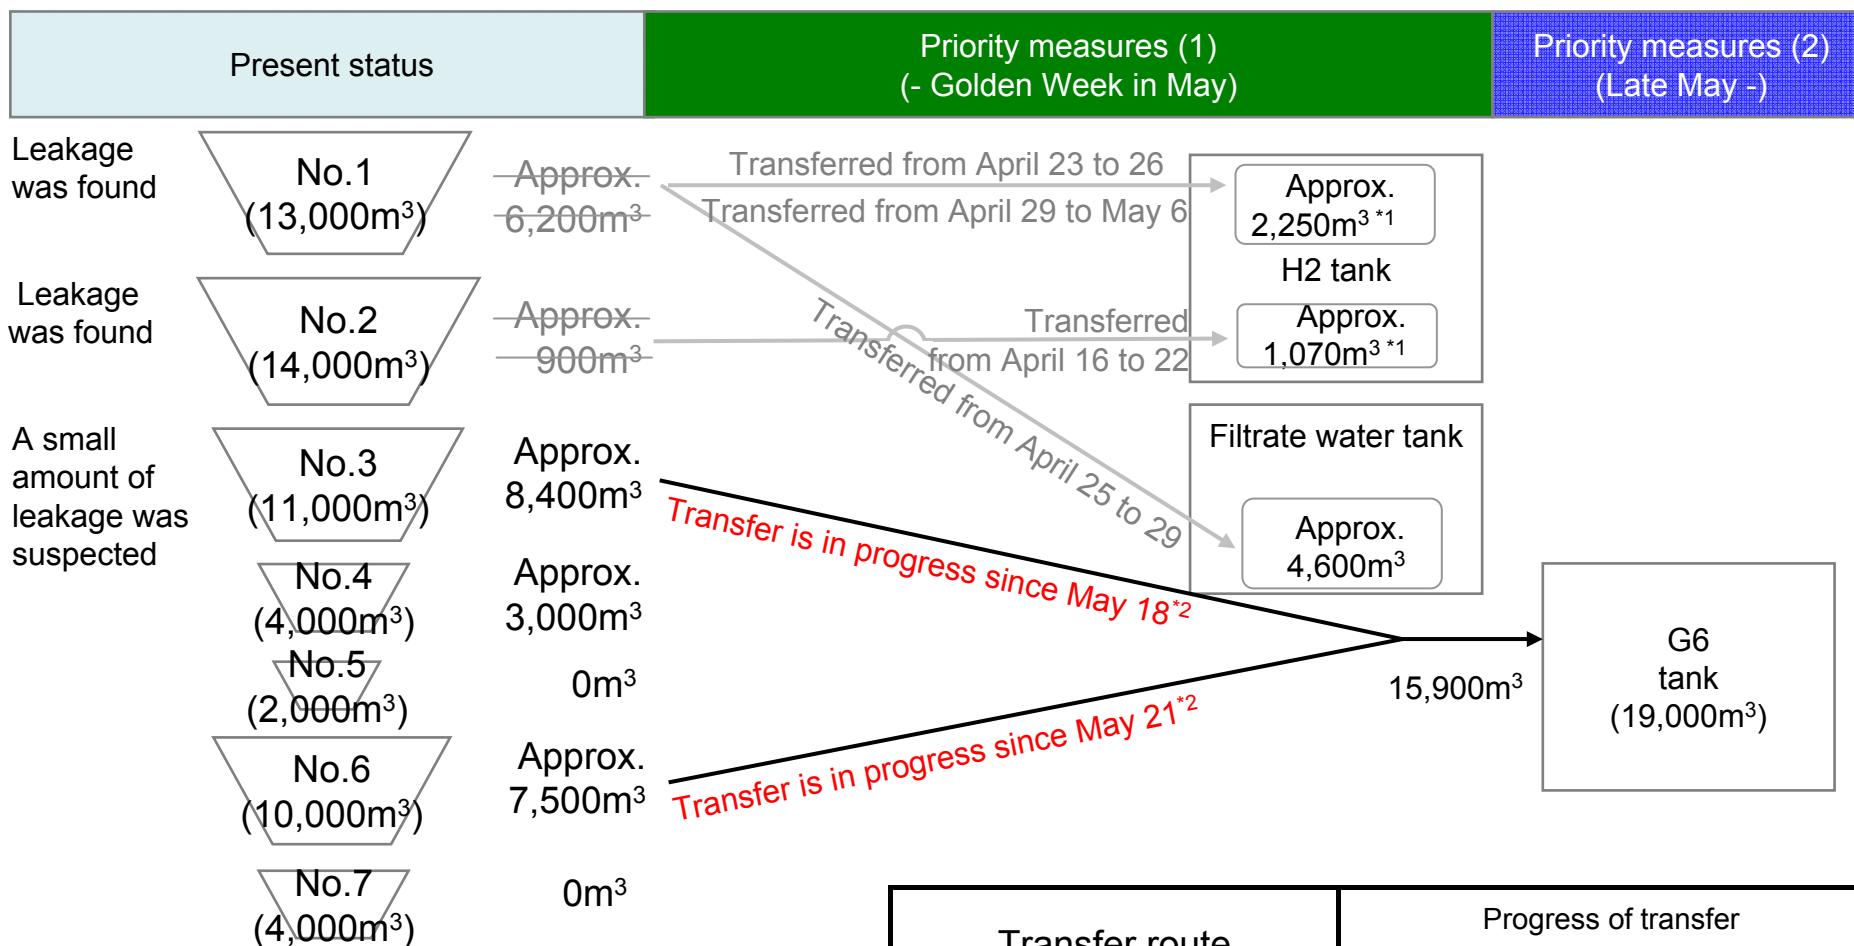 Present status
Priority measures (1)
(- Golden Week in May)
Priority measures (2)
(Late May -)
Leakage
was found
No.1
(13,000m³)
Approx.
6,200m³
Transferred from April 23 to 26
Transferred from April 29 to May 6
Approx.
2,250m³ *1
H2 tank
Leakage
was found
No.2
(14,000m³)
Approx.
900m³
Transferred
from April 16 to 22
Approx.
1,070m³ *1
Transferred from April 25 to 29
Filtrate water tank
Approx.
4,600m³
A small
amount of
leakage was
suspected
No.3
(11,000m³)
Approx.
8,400m³
Transfer is in progress since May 18*2
No.4
(4,000m³)
Approx.
3,000m³
No.5
(2,000m³)
0m³
15,900m³
G6
tank
(19,000m³)
No.6
(10,000m³)
Approx.
7,500m³
Transfer is in progress since May 21*2
No.7
(4,000m³)
0m³
Transfer route
Progress of transfer